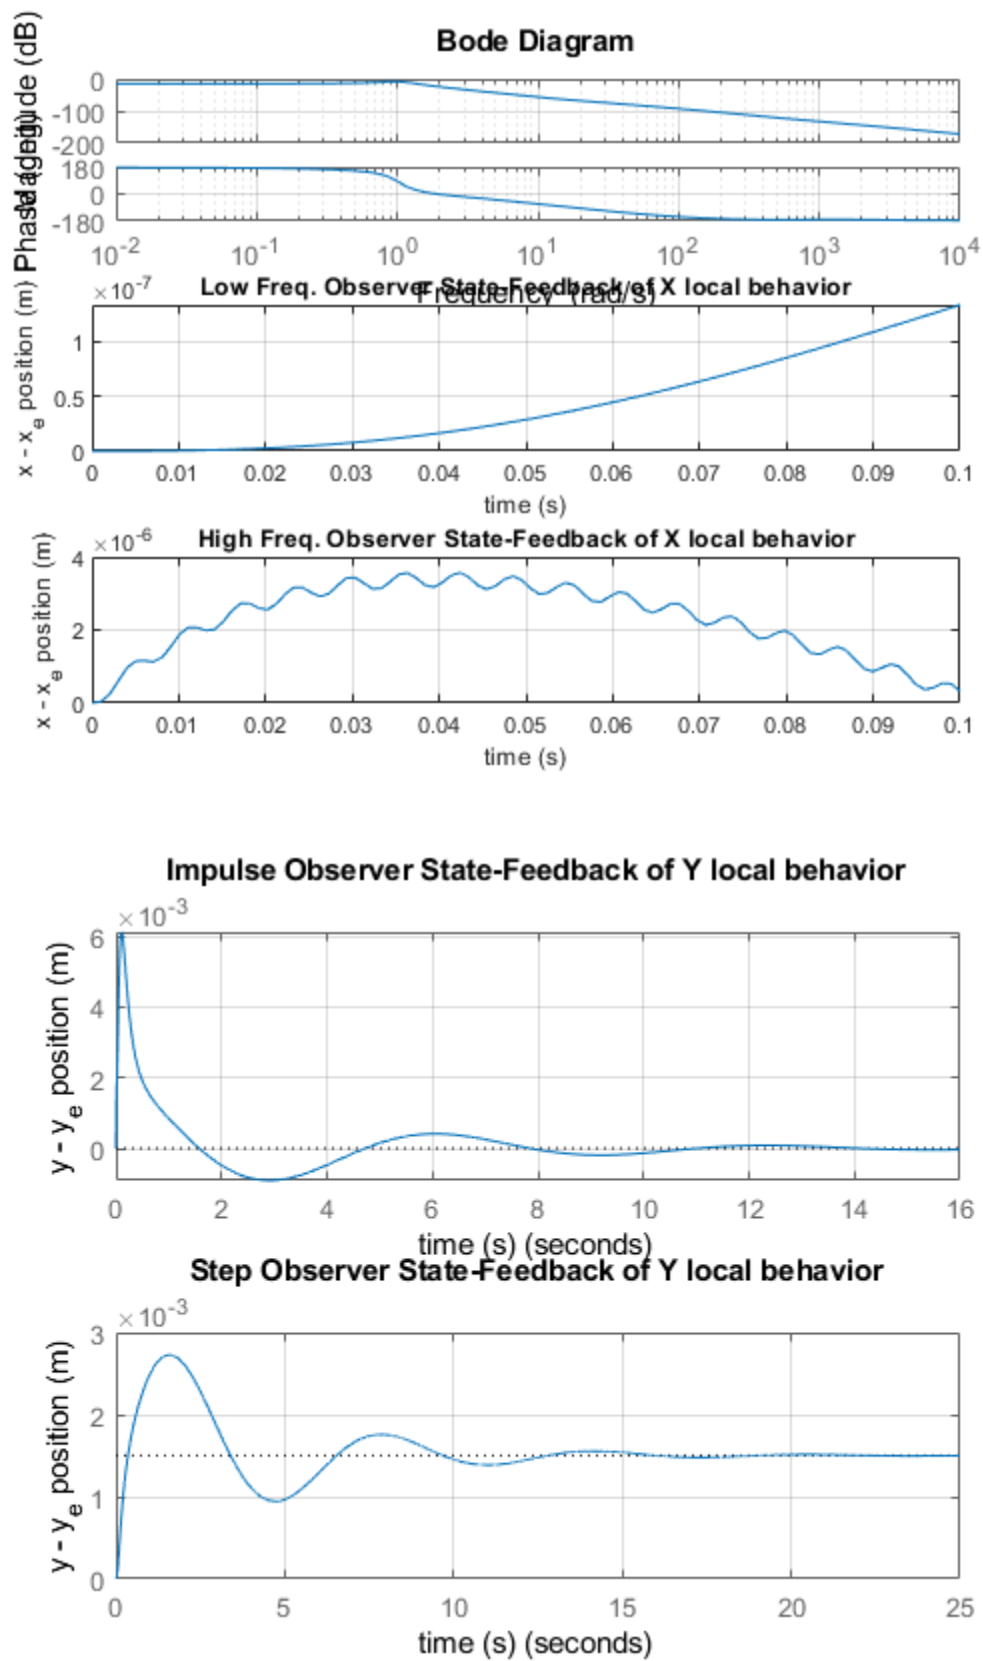 Bode Diagram
Magnitude (dB)
0
-100
-200
Phase (deg)
180
0
-180
10^-2 10^-1 10^0 10^1 10^2 10^3 10^4
Frequency (rad/s)
Low Freq. Observer State-Feedback of X local behavior
×10^-7
x - x_e position (m)
1
0.5
0
0 0.01 0.02 0.03 0.04 0.05 0.06 0.07 0.08 0.09 0.1
time (s)
High Freq. Observer State-Feedback of X local behavior
×10^-6
x - x_e position (m)
4
2
0
0 0.01 0.02 0.03 0.04 0.05 0.06 0.07 0.08 0.09 0.1
time (s)
Impulse Observer State-Feedback of Y local behavior
×10^-3
y - y_e position (m)
6
4
2
0
0 2 4 6 8 10 12 14 16
time (s) (seconds)
Step Observer State-Feedback of Y local behavior
×10^-3
y - y_e position (m)
3
2
1
0
0 5 10 15 20 25
time (s) (seconds)